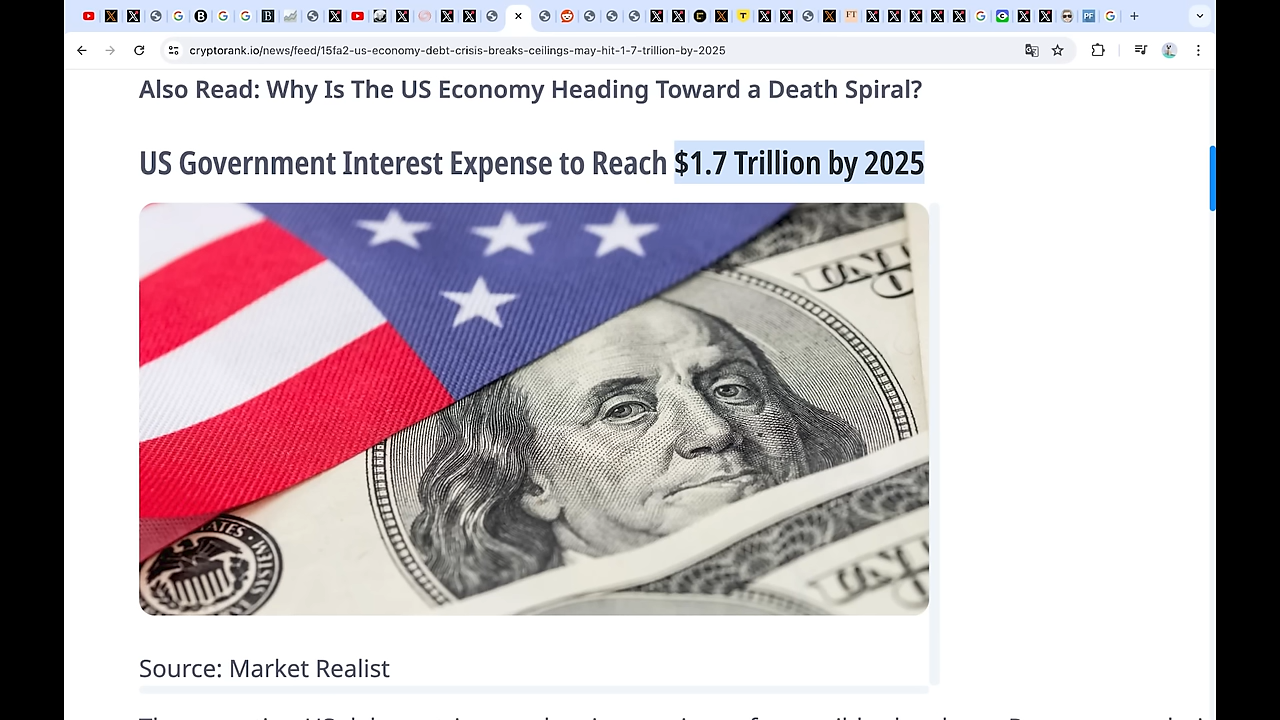 cryptorank.io/news/feed/15fa2-us-economy-debt-crisis-breaks-ceilings-may-hit-1-7-trillion-by-2025
Also Read: Why Is The US Economy Heading Toward a Death Spiral?
US Government Interest Expense to Reach $1.7 Trillion by 2025
Source: Market Realist